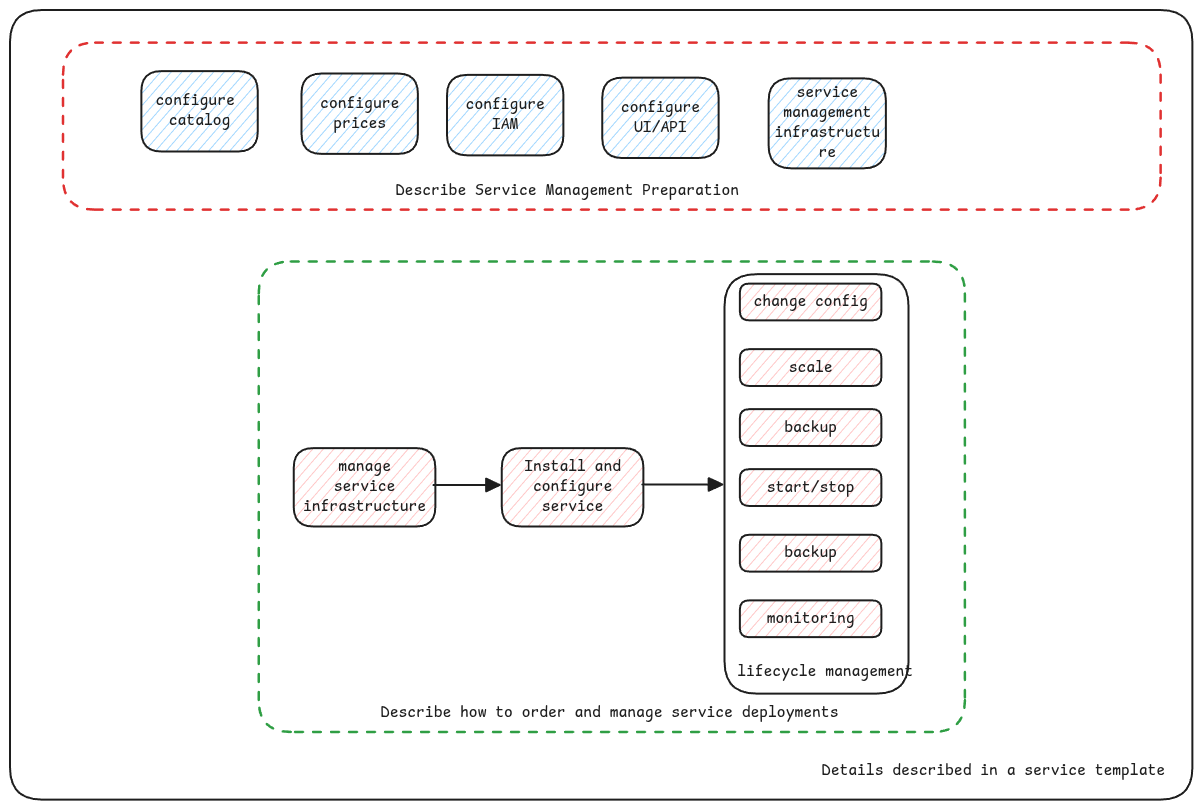 configure
catalog
configure
prices
configure
IAM
configure
UI/API
service
management
infrastructu
re
Describe Service Management Preparation
change config
scale
backup
manage
service
infrastructure
Install and
configure
service
start/stop
backup
monitoring
lifecycle management
Describe how to order and manage service deployments
Details described in a service template